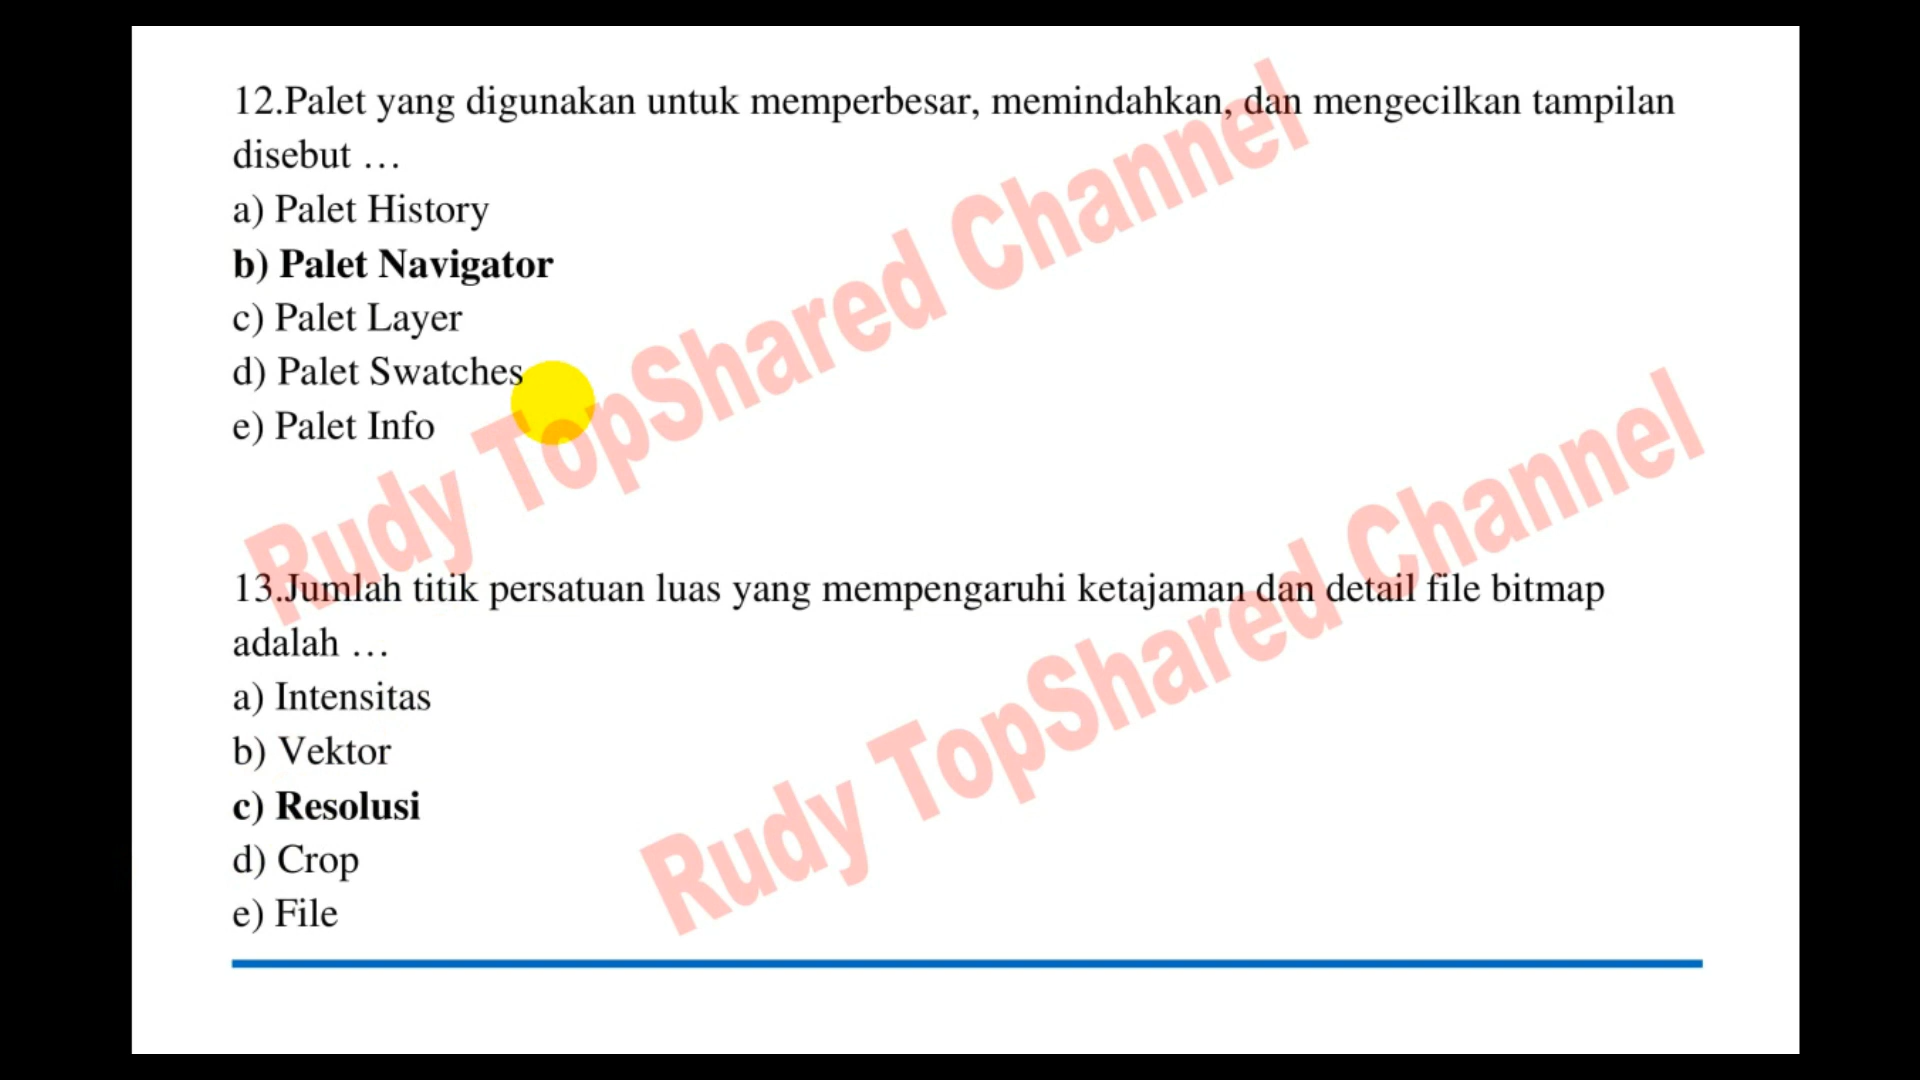 12.Palet yang digunakan untuk memperbesar, memindahkan, dan mengecilkan tampilan
disebut …
a) Palet History
b) Palet Navigator
c) Palet Layer
d) Palet Swatches
e) Palet Info
Rudy TopShared Channel
13.Jumlah titik persatuan luas yang mempengaruhi ketajaman dan detail file bitmap
adalah …
a) Intensitas
b) Vektor
c) Resolusi
d) Crop
e) File
Rudy TopShared Channel